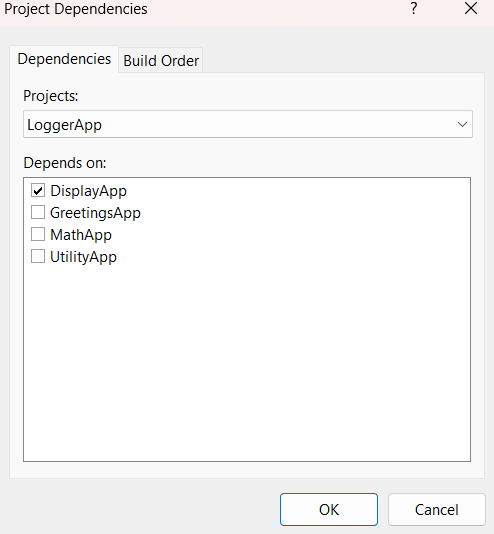 Project Dependencies ? 
Dependencies Build Order
Projects:
LoggerApp
Depends on:
DisplayApp
GreetingsApp
MathApp
UtilityApp
OK Cancel